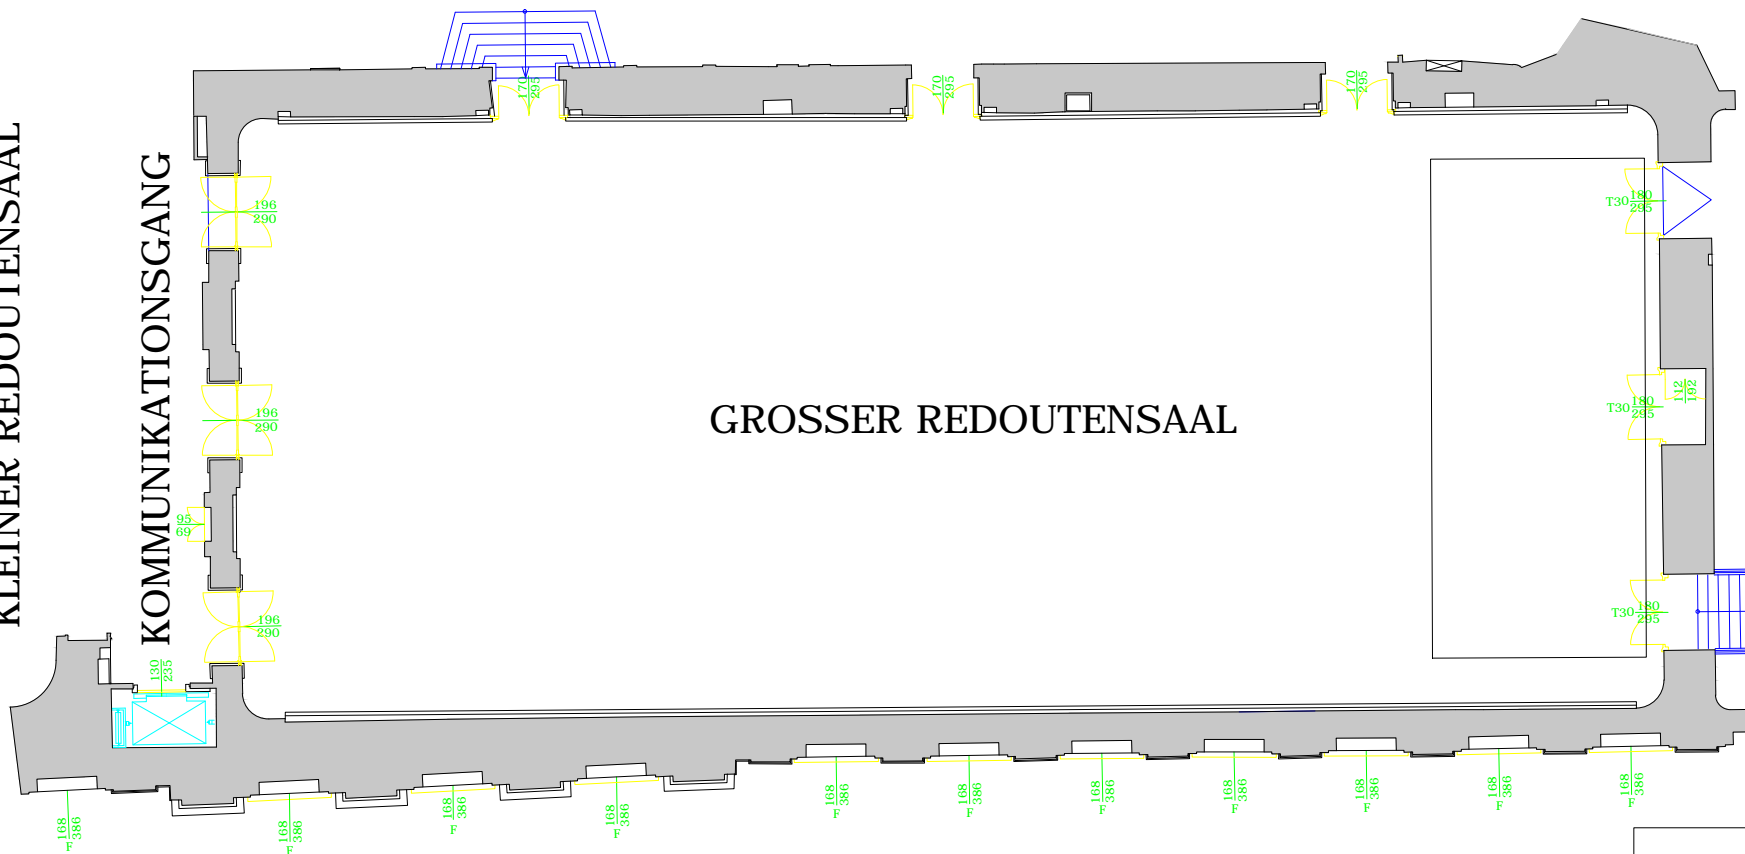 170
295
170
295
170
295
KLEINER REDOUTENSAAL
KOMMUNIKATIONSGANG
196
290
T30 180
295
GROSSER REDOUTENSAAL
196
290
T30 180
295
112
192
95
69
196
290
T30 180
295
130
235
168
386
F
168
386
F
168
386
F
168
386
F
168
386
F
168
386
F
168
386
F
168
386
F
168
386
F
168
386
F
168
386
F